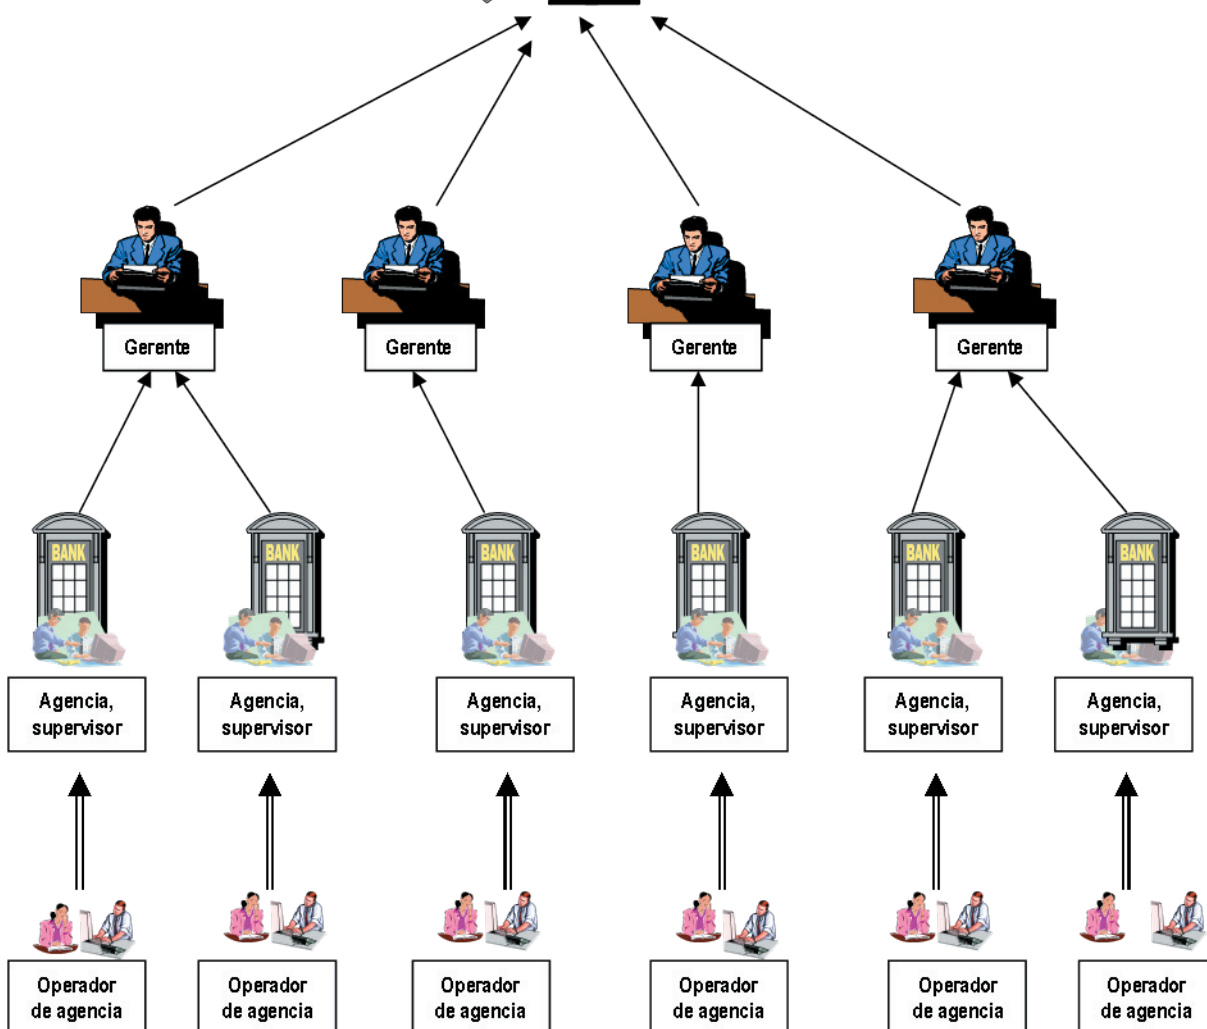 Gerente
Gerente
Gerente
Gerente
BANK
BANK
BANK
BANK
BANK
BANK
Agencia,
supervisor
Agencia,
supervisor
Agencia,
supervisor
Agencia,
supervisor
Agencia,
supervisor
Agencia,
supervisor
Operador
de agencia
Operador
de agencia
Operador
de agencia
Operador
de agencia
Operador
de agencia
Operador
de agencia